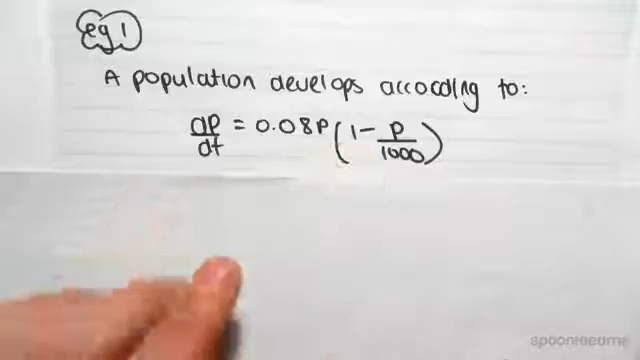 eg 1
A population develops according to:
dP/dt = 0.08P(1 - P/1000)
spoonfeedme